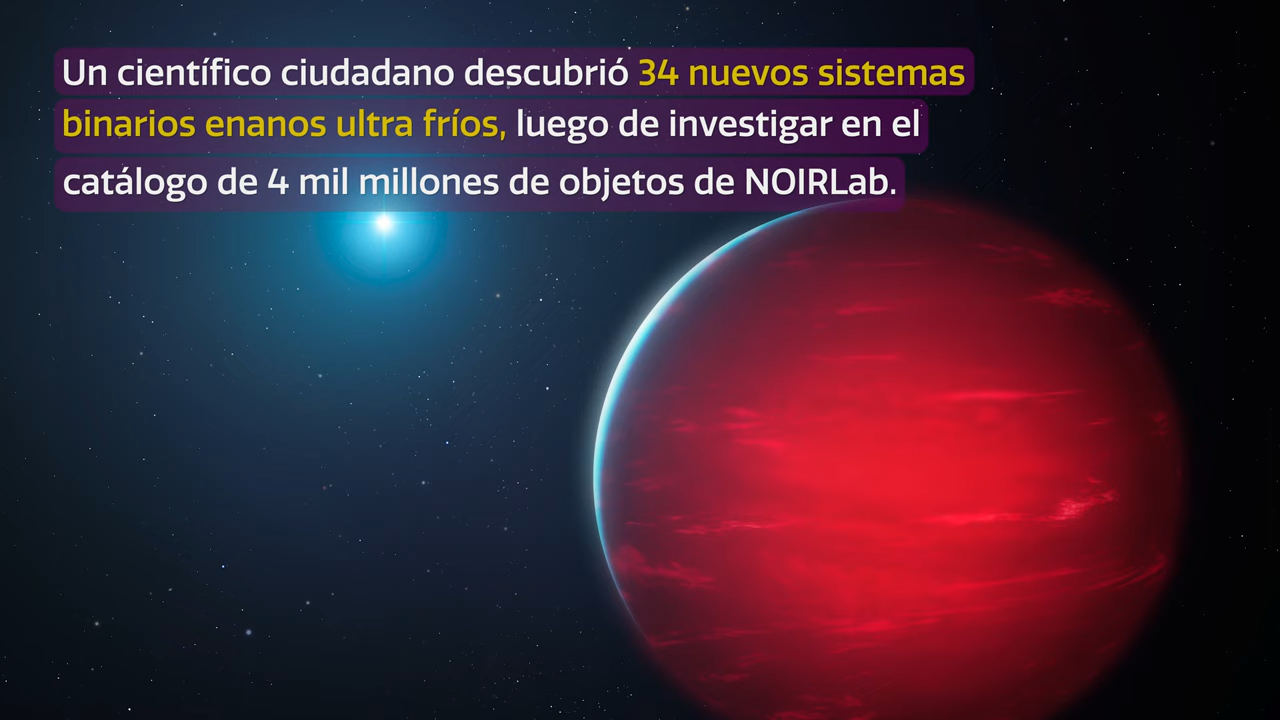 Un científico ciudadano descubrió 34 nuevos sistemas
binarios enanos ultra fríos, luego de investigar en el
catálogo de 4 mil millones de objetos de NOIRLab.